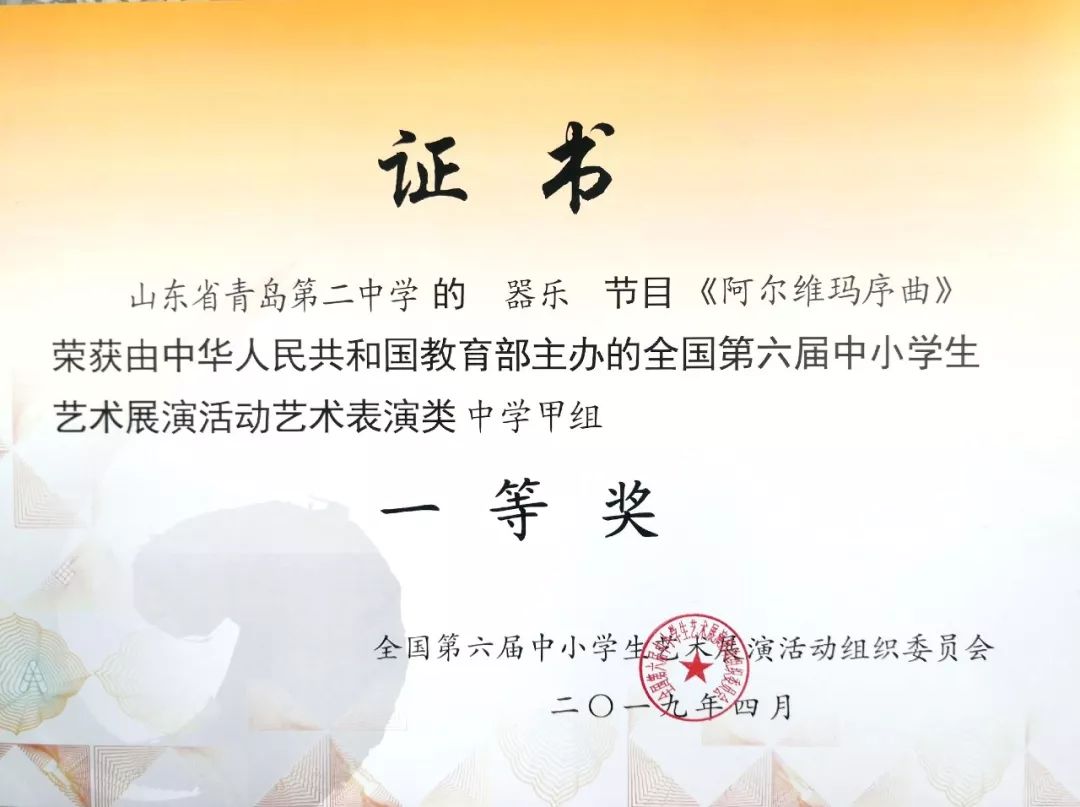 证书
山东省青岛第二中学的 器乐 节目《阿尔维玛序曲》
荣获由中华人民共和国教育部主办的全国第六届中小学生
艺术展演活动艺术表演类 中学甲组
一等奖
全国第六届中小学生艺术展演活动组织委员会
二〇一九年四月